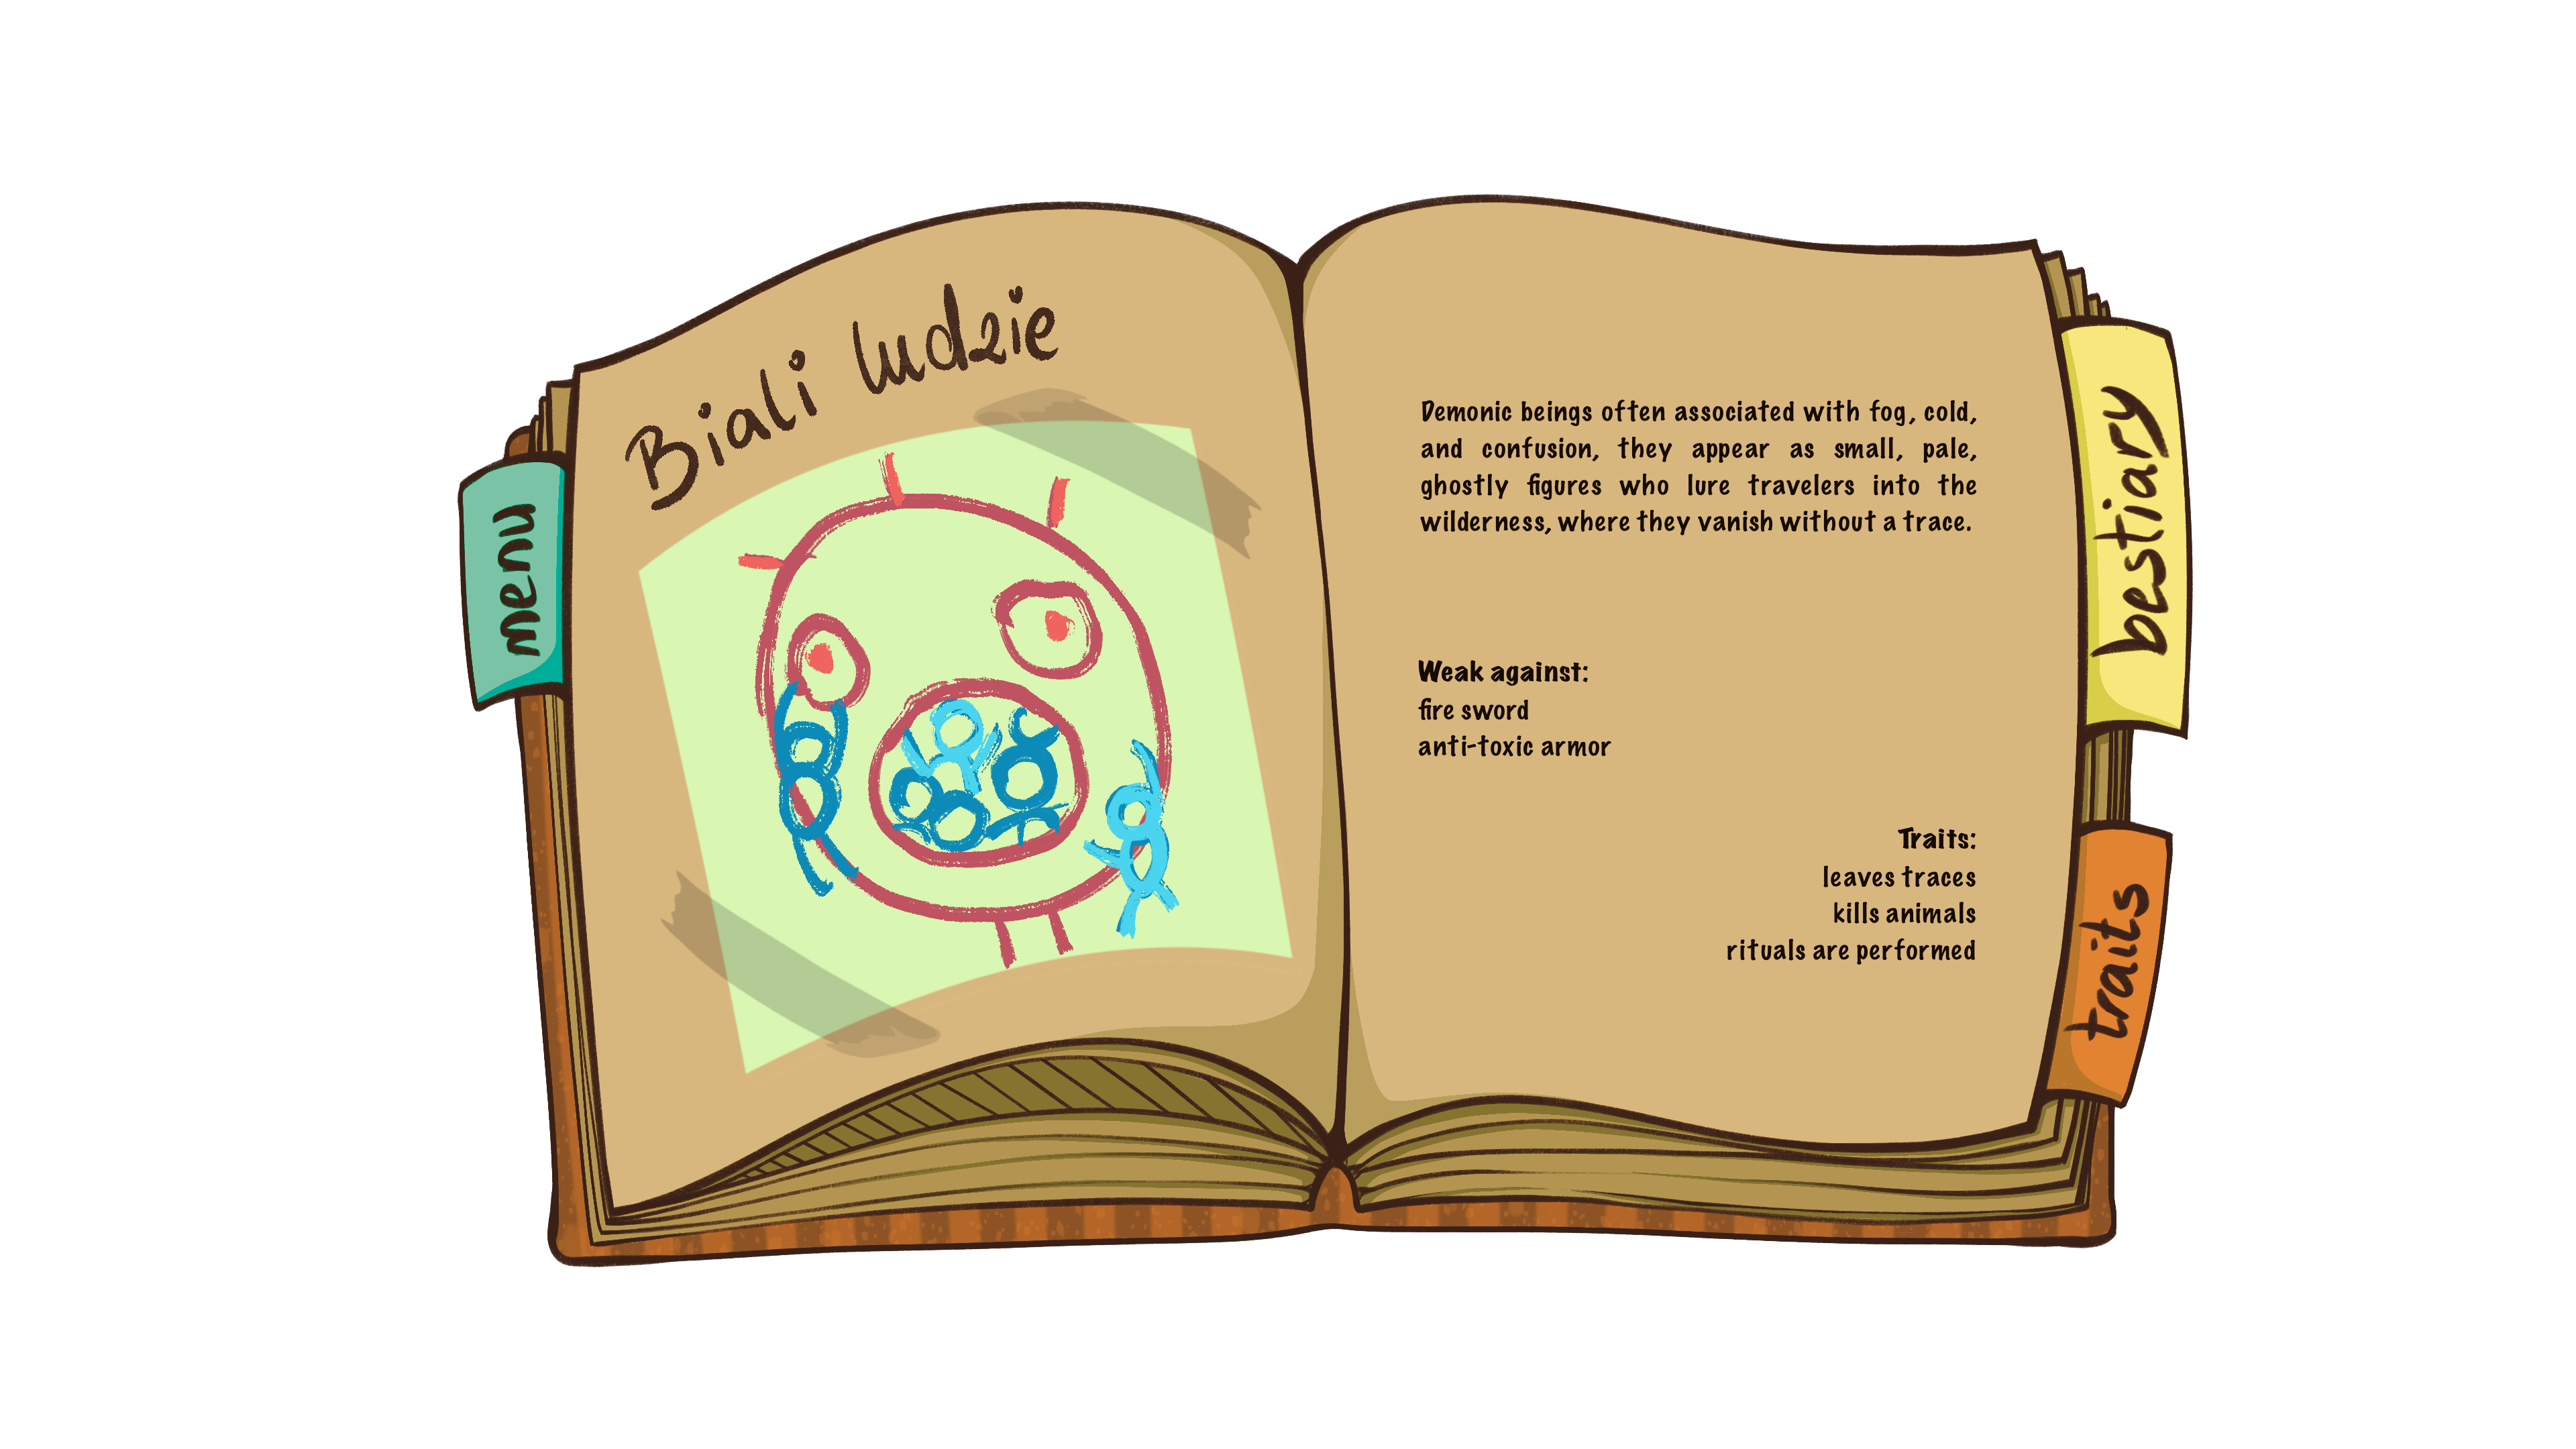 Biali ludzie
menu
Demonic beings often associated with fog, cold,
and confusion, they appear as small, pale,
ghostly figures who lure travelers into the
wilderness, where they vanish without a trace.
Weak against:
fire sword
anti-toxic armor
Traits:
leaves traces
kills animals
rituals are performed
bestiary
traits